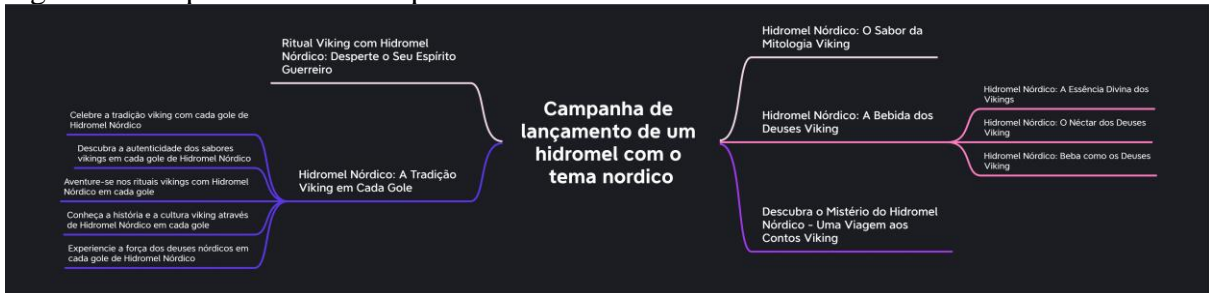 Ritual Viking com Hidromel
Nórdico: Desperte o Seu Espírito
Guerreiro
Celebre a tradição viking com cada gole de
Hidromel Nórdico
Descubra a autenticidade dos sabores
vikings em cada gole de Hidromel Nórdico
Aventure-se nos rituais vikings com Hidromel
Nórdico em cada gole
Conheça a história e a cultura viking através
de Hidromel Nórdico em cada gole
Experiencie a força dos deuses nórdicos em
cada gole de Hidromel Nórdico
Hidromel Nórdico: A Tradição
Viking em Cada Gole
Campanha de
lançamento de um
hidromel com o
tema nordico
Hidromel Nórdico: O Sabor da
Mitologia Viking
Hidromel Nórdico: A Bebida dos
Deuses Viking
Hidromel Nórdico: A Essência Divina dos
Vikings
Hidromel Nórdico: O Néctar dos Deuses
Viking
Hidromel Nórdico: Beba como os Deuses
Viking
Descubra o Mistério do Hidromel
Nórdico - Uma Viagem aos
Contos Viking